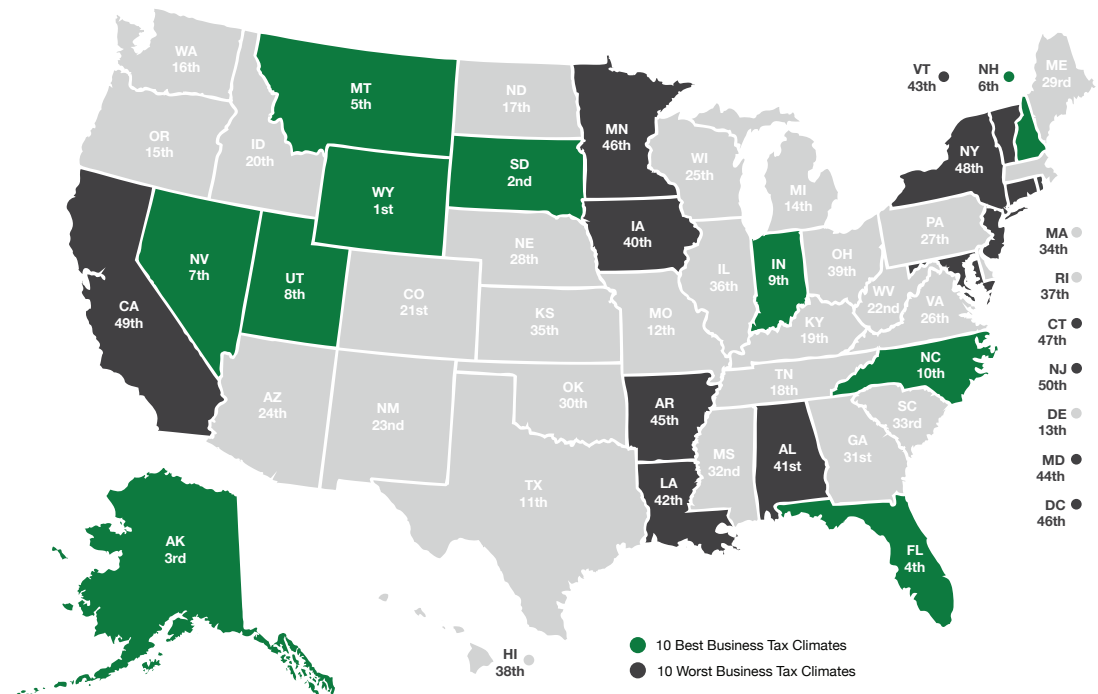 WA
16th
OR
15th
ID
20th
MT
5th
ND
17th
MN
46th
WI
25th
MI
14th
VT
43th
NH
6th
ME
29rd
NY
48th
SD
2nd
WY
1st
NV
7th
UT
8th
CA
49th
CO
21st
NE
28th
IA
40th
IL
36th
IN
9th
OH
39th
PA
27th
WV
22nd
VA
26th
KY
19th
KS
35th
MO
12th
MA
34th
RI
37th
CT
47th
NJ
50th
DE
13th
MD
44th
DC
46th
AZ
24th
NM
23nd
OK
30th
AR
45th
TN
18th
NC
10th
SC
33rd
GA
31st
AL
41st
MS
32nd
LA
42th
TX
11th
FL
4th
AK
3rd
HI
38th
10 Best Business Tax Climates
10 Worst Business Tax Climates